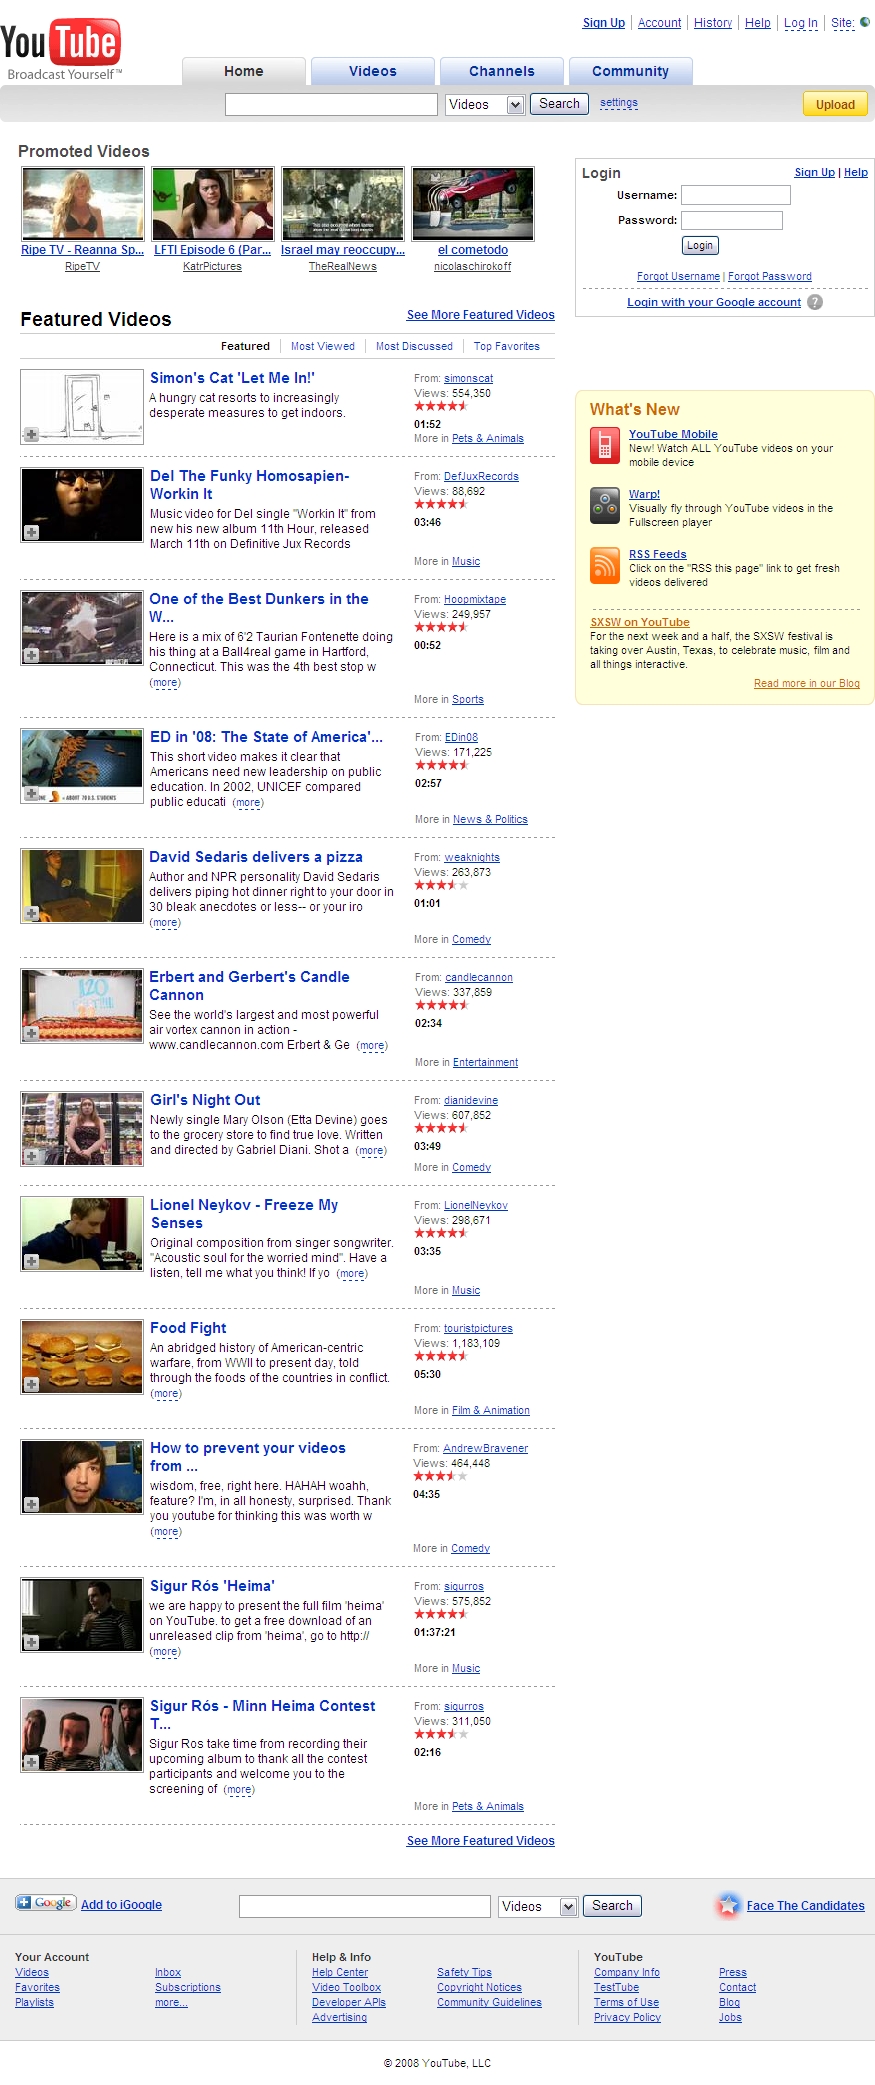 YouTube
Broadcast Yourself™
Sign Up | Account | History | Help | Log In | Site:
Home
Videos
Channels
Community
Videos
Search
settings
Upload
Promoted Videos
Ripe TV - Reanna Sp...
RipeTV
LFTI Episode 6 (Par...
KatrPictures
Israel may reoccupy...
TheRealNews
el cometodo
nicolaschirokoff
Login
Sign Up | Help
Username:
Password:
Login
Forgot Username | Forgot Password
Login with your Google account ?
Featured Videos
See More Featured Videos
Featured | Most Viewed | Most Discussed | Top Favorites
Simon's Cat 'Let Me In!'
A hungry cat resorts to increasingly
desperate measures to get indoors.
From: simonscat
Views: 554,350
01:52
More in Pets & Animals
Del The Funky Homosapien-
Workin It
Music video for Del single "Workin It" from
new his new album 11th Hour, released
March 11th on Definitive Jux Records
From: DefJuxRecords
Views: 88,692
03:46
More in Music
One of the Best Dunkers in the
W...
Here is a mix of 6'2 Taurian Fontenette doing
his thing at a Ball4real game in Hartford,
Connecticut. This was the 4th best stop w
(more)
From: Hoopmixtape
Views: 249,957
00:52
More in Sports
ED in '08: The State of America'...
This short video makes it clear that
Americans need new leadership on public
education. In 2002, UNICEF compared
public educati (more)
From: EDin08
Views: 171,225
02:57
More in News & Politics
David Sedaris delivers a pizza
Author and NPR personality David Sedaris
delivers piping hot dinner right to your door in
30 bleak anecdotes or less-- or your iro
(more)
From: weaknights
Views: 263,873
01:01
More in Comedy
Erbert and Gerbert's Candle
Cannon
See the world's largest and most powerful
air vortex cannon in action -
www.candlecannon.com Erbert & Ge (more)
From: candlecannon
Views: 337,859
02:34
More in Entertainment
Girl's Night Out
Newly single Mary Olson (Etta Devine) goes
to the grocery store to find true love. Written
and directed by Gabriel Diani. Shot a (more)
From: dianidevine
Views: 607,852
03:49
More in Comedy
Lionel Neykov - Freeze My
Senses
Original composition from singer songwriter.
"Acoustic soul for the worried mind". Have a
listen, tell me what you think! If yo (more)
From: LionelNeykov
Views: 298,671
03:35
More in Music
Food Fight
An abridged history of American-centric
warfare, from WWII to present day, told
through the foods of the countries in conflict.
(more)
From: touristpictures
Views: 1,183,109
05:30
More in Film & Animation
How to prevent your videos
from ...
wisdom, free, right here. HAHAH woahh,
feature? I'm, in all honesty, surprised. Thank
you youtube for thinking this was worth w
(more)
From: AndrewBravener
Views: 464,448
04:35
More in Comedy
Sigur Rós 'Heima'
we are happy to present the full film 'heima'
on YouTube. to get a free download of an
unreleased clip from 'heima', go to http://
(more)
From: sigurros
Views: 575,852
01:37:21
More in Music
Sigur Rós - Minn Heima Contest
T...
Sigur Ros take time from recording their
upcoming album to thank all the contest
participants and welcome you to the
screening of (more)
From: sigurros
Views: 311,050
02:16
More in Pets & Animals
See More Featured Videos
What's New
YouTube Mobile
New! Watch ALL YouTube videos on your
mobile device
Warp!
Visually fly through YouTube videos in the
Fullscreen player
RSS Feeds
Click on the "RSS this page" link to get fresh
videos delivered
SXSW on YouTube
For the next week and a half, the SXSW festival is
taking over Austin, Texas, to celebrate music, film and
all things interactive.
Read more in our Blog
Google
Add to iGoogle
Videos
Search
Face The Candidates
Your Account
Videos
Favorites
Playlists
Inbox
Subscriptions
more...
Help & Info
Help Center
Video Toolbox
Developer APIs
Advertising
Safety Tips
Copyright Notices
Community Guidelines
YouTube
Company Info
TestTube
Terms of Use
Privacy Policy
Press
Contact
Blog
Jobs
© 2008 YouTube, LLC